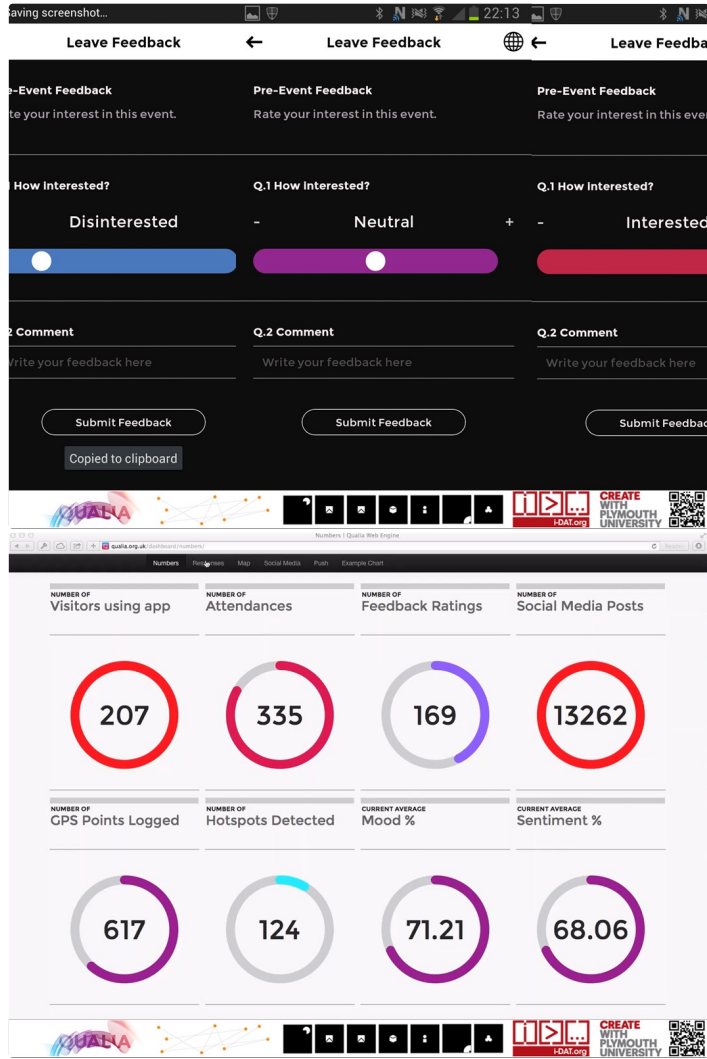 Saving screenshot...
22:13
Leave Feedback
Leave Feedback
Leave Feedba
e-Event Feedback
Pre-Event Feedback
Pre-Event Feedback
te your interest in this event.
Rate your interest in this event.
Rate your interest in this even
How interested?
Q.1 How interested?
Q.1 How interested?
Disinterested
- Neutral +
- Interested
2 Comment
Q.2 Comment
Q.2 Comment
Write your feedback here
Write your feedback here
Write your feedback here
Submit Feedback
Submit Feedback
Submit Feedbac
Copied to clipboard
QUALIA
i-DAT.org
CREATE
WITH
PLYMOUTH
UNIVERSITY
Numbers | Qualia Web Engine
qualia.org.uk/dashboard/numbers/
Reader
Numbers Responses Map Social Media Push Example Chart
NUMBER OF
Visitors using app
NUMBER OF
Attendances
NUMBER OF
Feedback Ratings
NUMBER OF
Social Media Posts
207
335
169
13262
NUMBER OF
GPS Points Logged
NUMBER OF
Hotspots Detected
CURRENT AVERAGE
Mood %
CURRENT AVERAGE
Sentiment %
617
124
71.21
68.06
QUALIA
i-DAT.org
CREATE
WITH
PLYMOUTH
UNIVERSITY